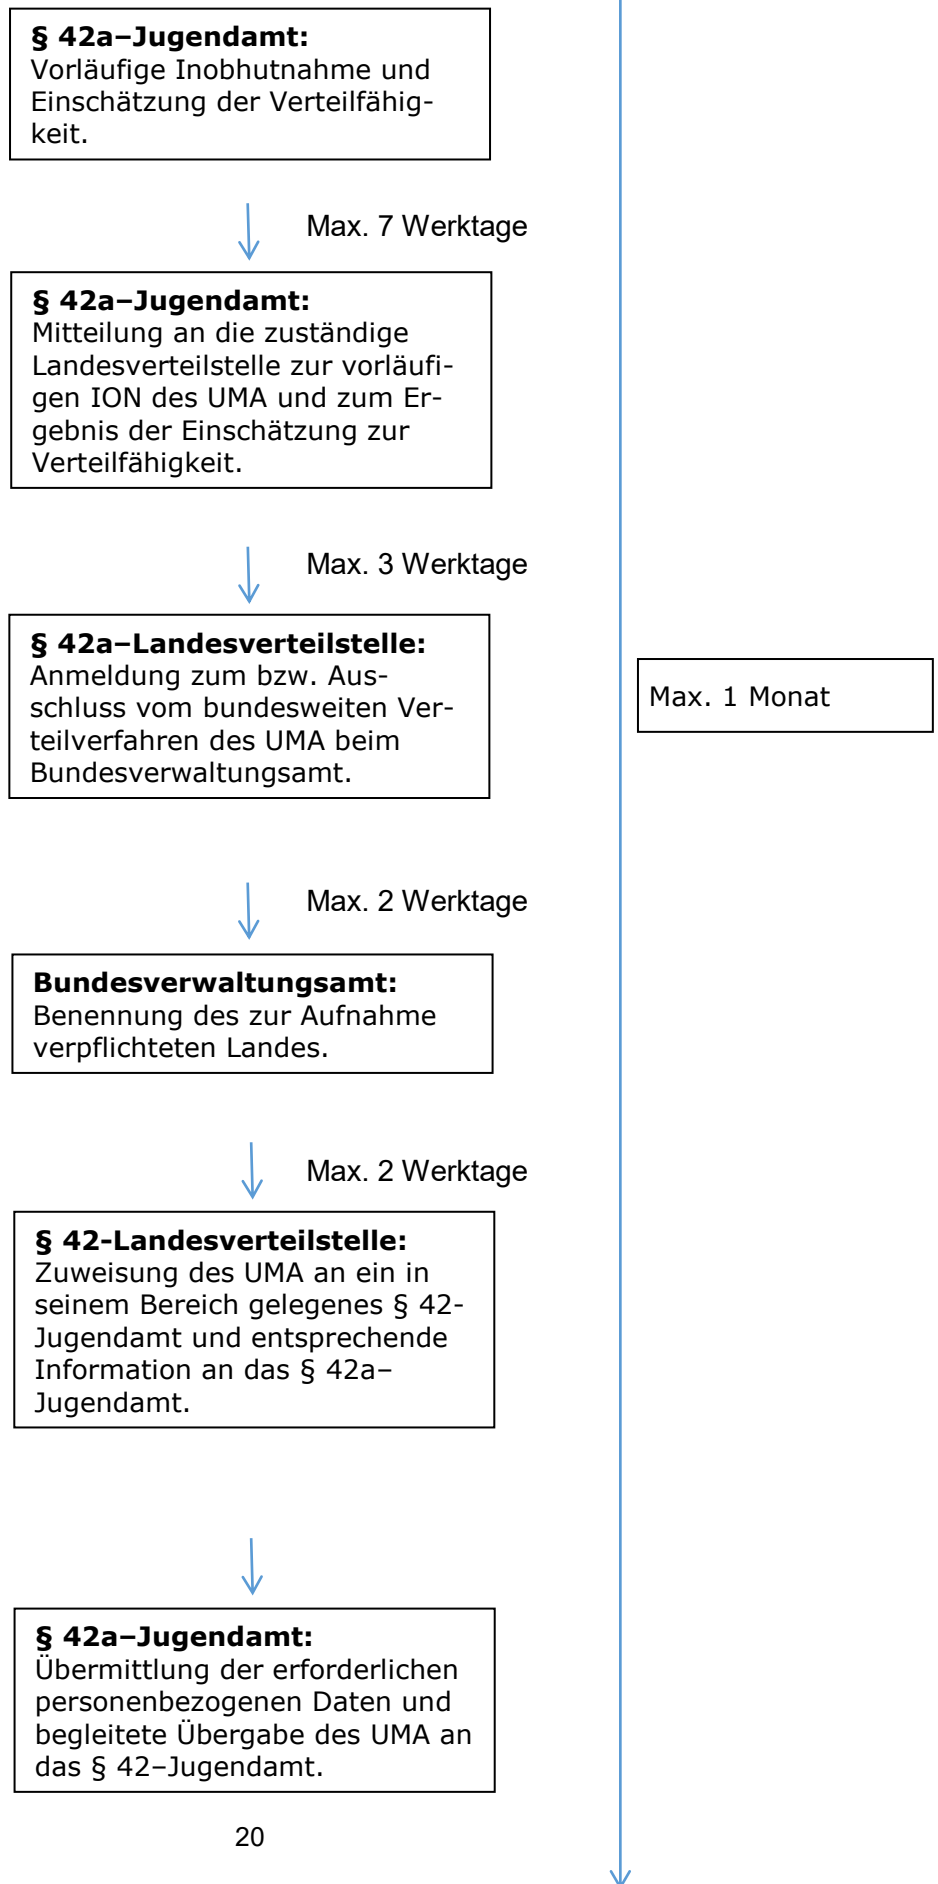 § 42a–Jugendamt:
Vorläufige Inobhutnahme und
Einschätzung der Verteilfähig-
keit.
Max. 7 Werktage
§ 42a–Jugendamt:
Mitteilung an die zuständige
Landesverteilstelle zur vorläufi-
gen ION des UMA und zum Er-
gebnis der Einschätzung zur
Verteilfähigkeit.
Max. 3 Werktage
§ 42a–Landesverteilstelle:
Anmeldung zum bzw. Aus-
schluss vom bundesweiten Ver-
teilverfahren des UMA beim
Bundesverwaltungsamt.
Max. 1 Monat
Max. 2 Werktage
Bundesverwaltungsamt:
Benennung des zur Aufnahme
verpflichteten Landes.
Max. 2 Werktage
§ 42-Landesverteilstelle:
Zuweisung des UMA an ein in
seinem Bereich gelegenes § 42-
Jugendamt und entsprechende
Information an das § 42a–
Jugendamt.
§ 42a–Jugendamt:
Übermittlung der erforderlichen
personenbezogenen Daten und
begleitete Übergabe des UMA an
das § 42–Jugendamt.
20